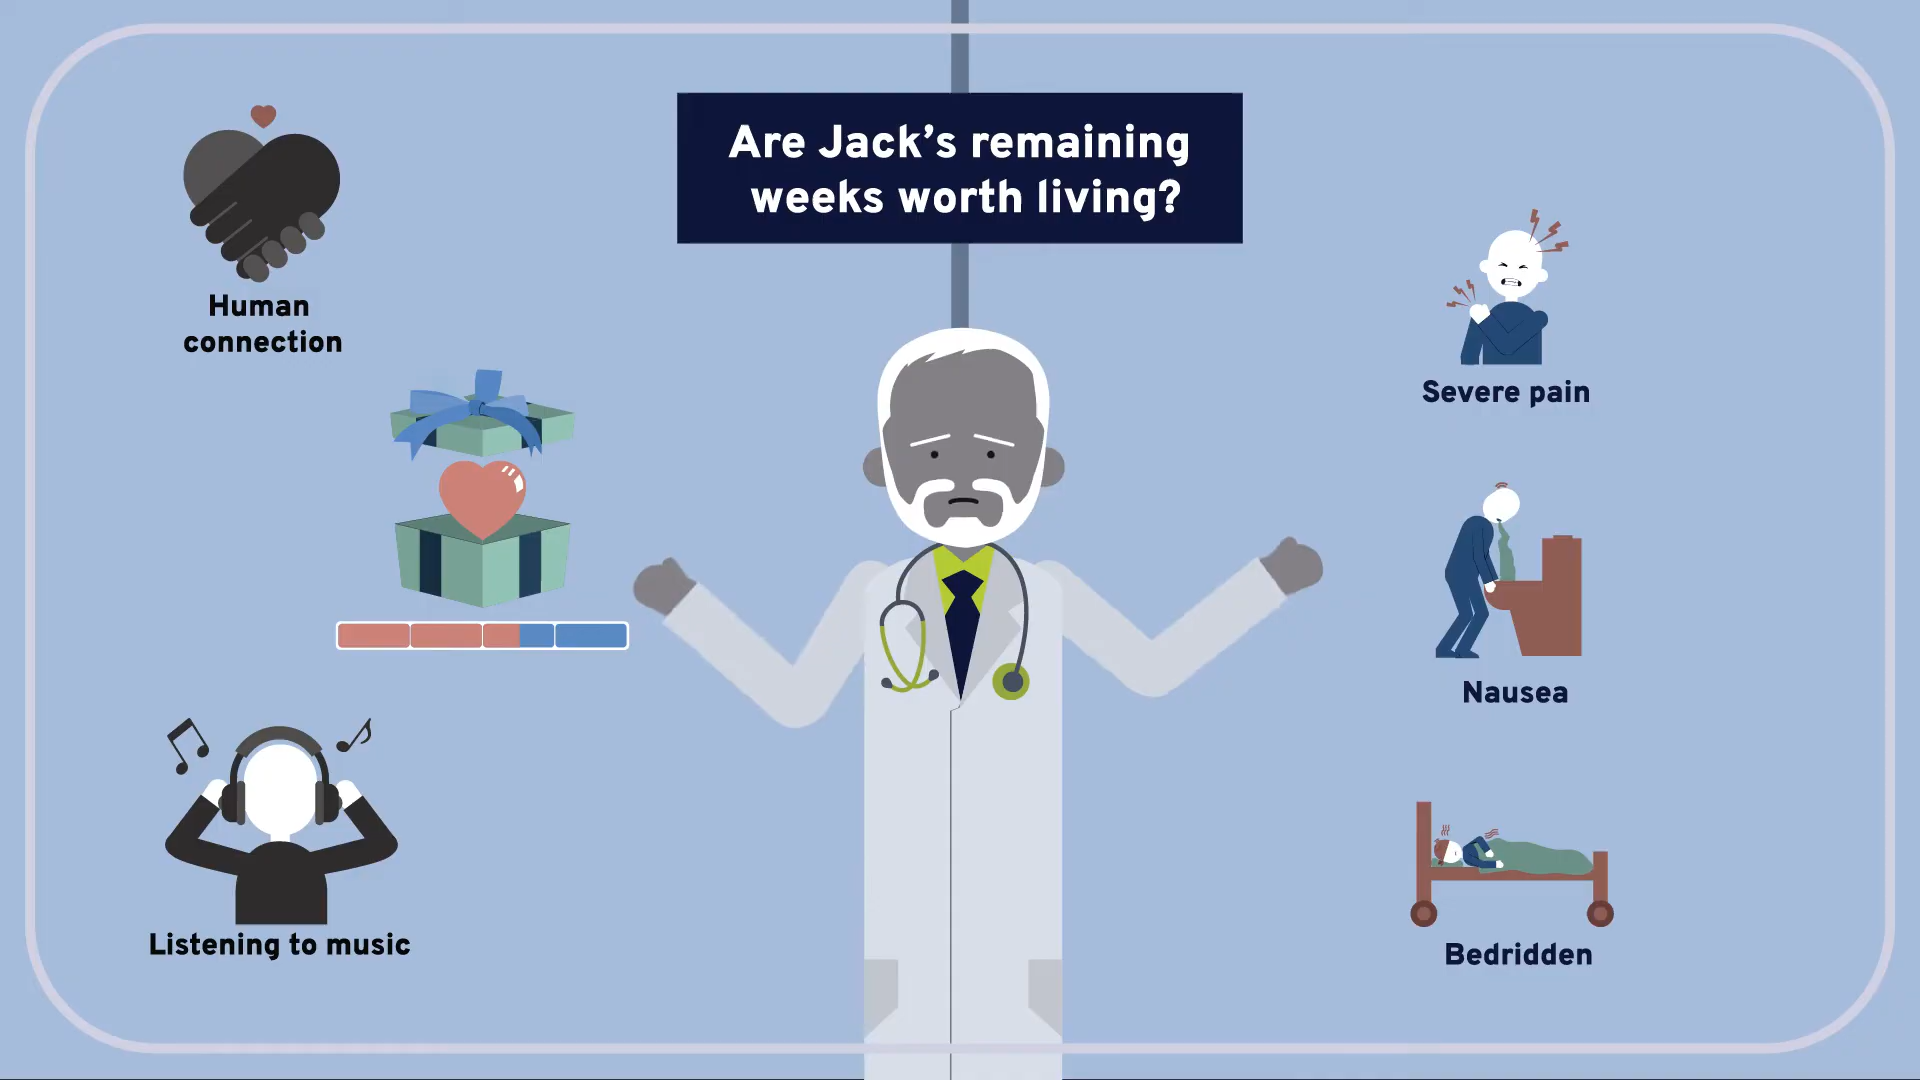 Are Jack’s remaining
weeks worth living?
Human
connection
Severe pain
Nausea
Listening to music
Bedridden